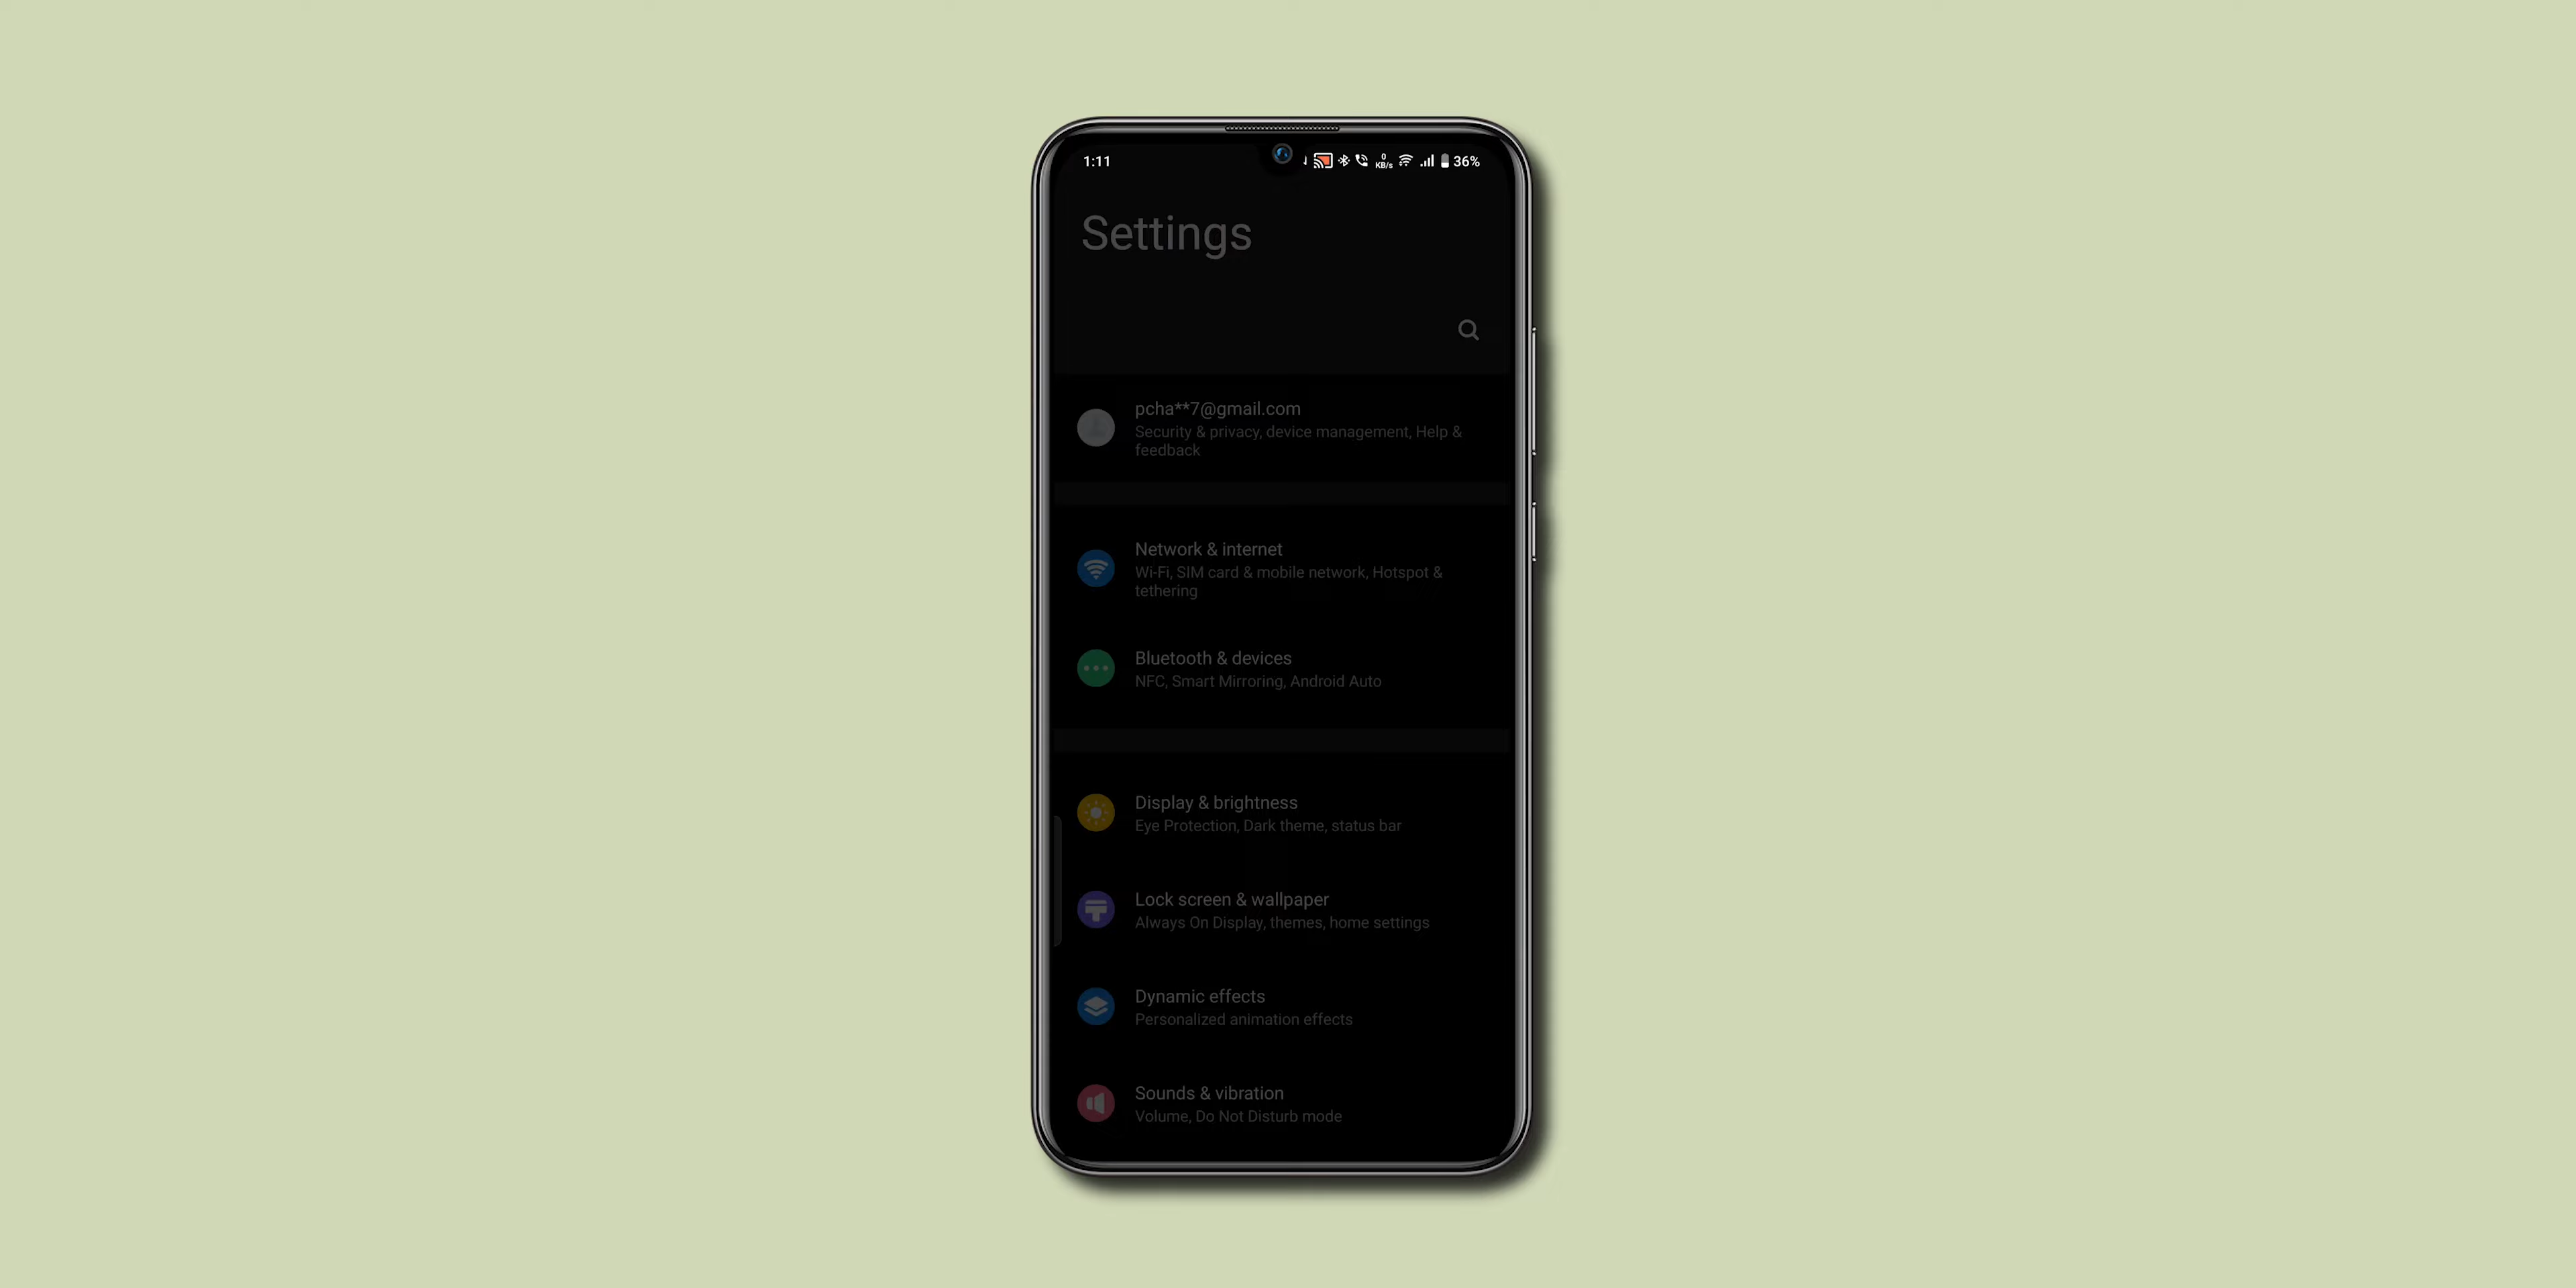 1:11
0
KB/s
36%
Settings
pcha**7@gmail.com
Security & privacy, device management, Help &
feedback
Network & internet
Wi-Fi, SIM card & mobile network, Hotspot &
tethering
Bluetooth & devices
NFC, Smart Mirroring, Android Auto
Display & brightness
Eye Protection, Dark theme, status bar
Lock screen & wallpaper
Always On Display, themes, home settings
Dynamic effects
Personalized animation effects
Sounds & vibration
Volume, Do Not Disturb mode